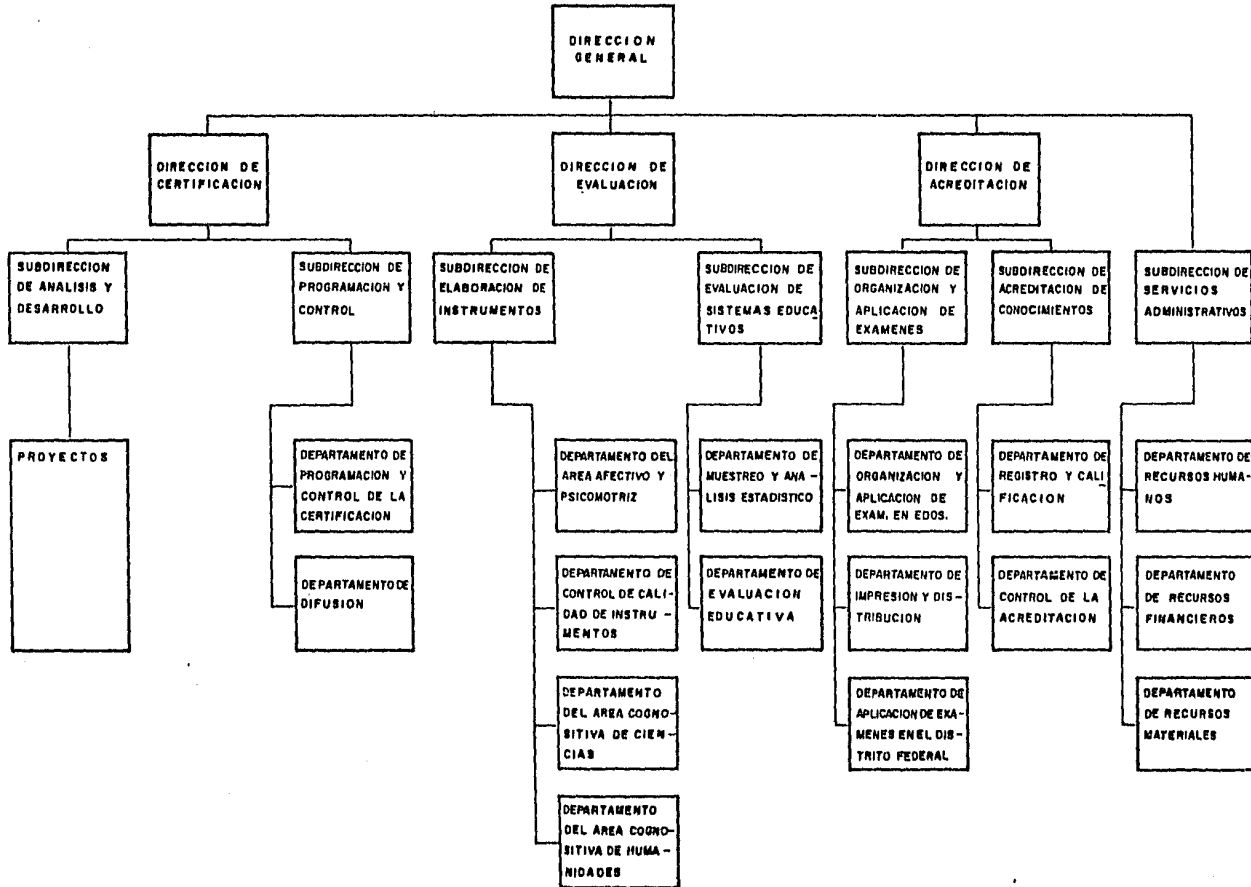 DIRECCION
GENERAL
DIRECCION DE
CERTIFICACION
DIRECCION DE
EVALUACION
DIRECCION DE
ACREDITACION
SUBDIRECCION
DE ANALISIS Y
DESARROLLO
SUBDIRECCION DE
PROGRAMACION Y
CONTROL
SUBDIRECCION DE
ELABORACION DE
INSTRUMENTOS
SUBDIRECCION DE
EVALUACION DE
SISTEMAS EDUCA-
TIVOS
SUBDIRECCION DE
ORGANIZACION Y
APLICACION DE
EXAMENES
SUBDIRECCION DE
ACREDITACION DE
CONOCIMIENTOS
SUBDIRECCION DE
SERVICIOS
ADMINISTRATIVOS
PROYECTOS
DEPARTAMENTO DE
PROGRAMACION Y
CONTROL DE LA
CERTIFICACION
DEPARTAMENTO DE
DIFUSION
DEPARTAMENTO DEL
AREA AFECTIVO Y
PSICOMOTRIZ
DEPARTAMENTO DE
CONTROL DE CALI-
DAD DE INSTRU-
MENTOS
DEPARTAMENTO
DEL AREA COGNO-
SITIVA DE CIEN-
CIAS
DEPARTAMENTO
DEL AREA COGNO-
SITIVA DE HUMA-
NIDADES
DEPARTAMENTO DE
MUESTREO Y ANA-
LISIS ESTADISTICO
DEPARTAMENTO DE
EVALUACION
EDUCATIVA
DEPARTAMENTO DE
ORGANIZACION Y
APLICACION DE
EXAM. EN EDOS.
DEPARTAMENTO DE
IMPRESION Y DIS-
TRIBUCION
DEPARTAMENTO DE
APLICACION DE EXA-
MENES EN EL DIS-
TRITO FEDERAL
DEPARTAMENTO DE
REGISTRO Y CALI-
FICACION
DEPARTAMENTO DE
CONTROL DE LA
ACREDITACION
DEPARTAMENTO DE
RECURSOS HUMA-
NOS
DEPARTAMENTO
DE RECURSOS
FINANCIEROS
DEPARTAMENTO
DE RECURSOS
MATERIALES